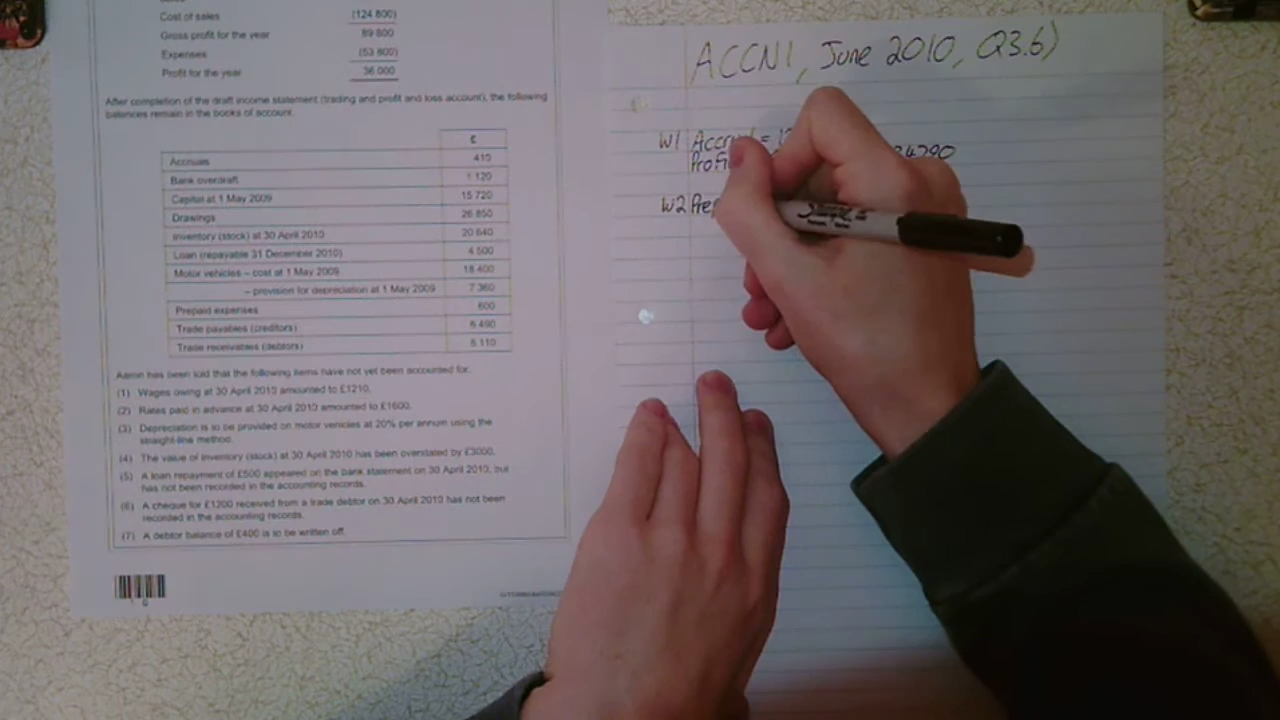 Cost of sales (124 800)
Gross profit for the year 89 800
Expenses (53 800)
Profit for the year 36 000
After completion of the draft income statement (trading and profit and loss account), the following
balances remain in the books of account.
£
Accruals 410
Bank overdraft 1 120
Capital at 1 May 2009 15 720
Drawings 26 850
Inventory (stock) at 30 April 2010 20 640
Loan (repayable 31 December 2010) 4 500
Motor vehicles – cost at 1 May 2009 18 400
– provision for depreciation at 1 May 2009 7 360
Prepaid expenses 600
Trade payables (creditors) 6 490
Trade receivables (debtors) 5 110
has been told that the following items have not yet been accounted for.
(1) Wages owing at 30 April 2010 amounted to £1210.
(2) Rates paid in advance at 30 April 2010 amounted to £1600.
(3) Depreciation is to be provided on motor vehicles at 20% per annum using the
straight-line method.
(4) The value of inventory (stock) at 30 April 2010 has been overstated by £3000.
(5) A loan repayment of £500 appeared on the bank statement on 30 April 2010, but
has not been recorded in the accounting records.
(6) A cheque for £1200 received from a trade debtor on 30 April 2010 has not been
recorded in the accounting records.
(7) A debtor balance of £400 is to be written off.
ACCN1, June 2010, Q3.b)
W1 Accrual =
Profi 34790
W2 Prep